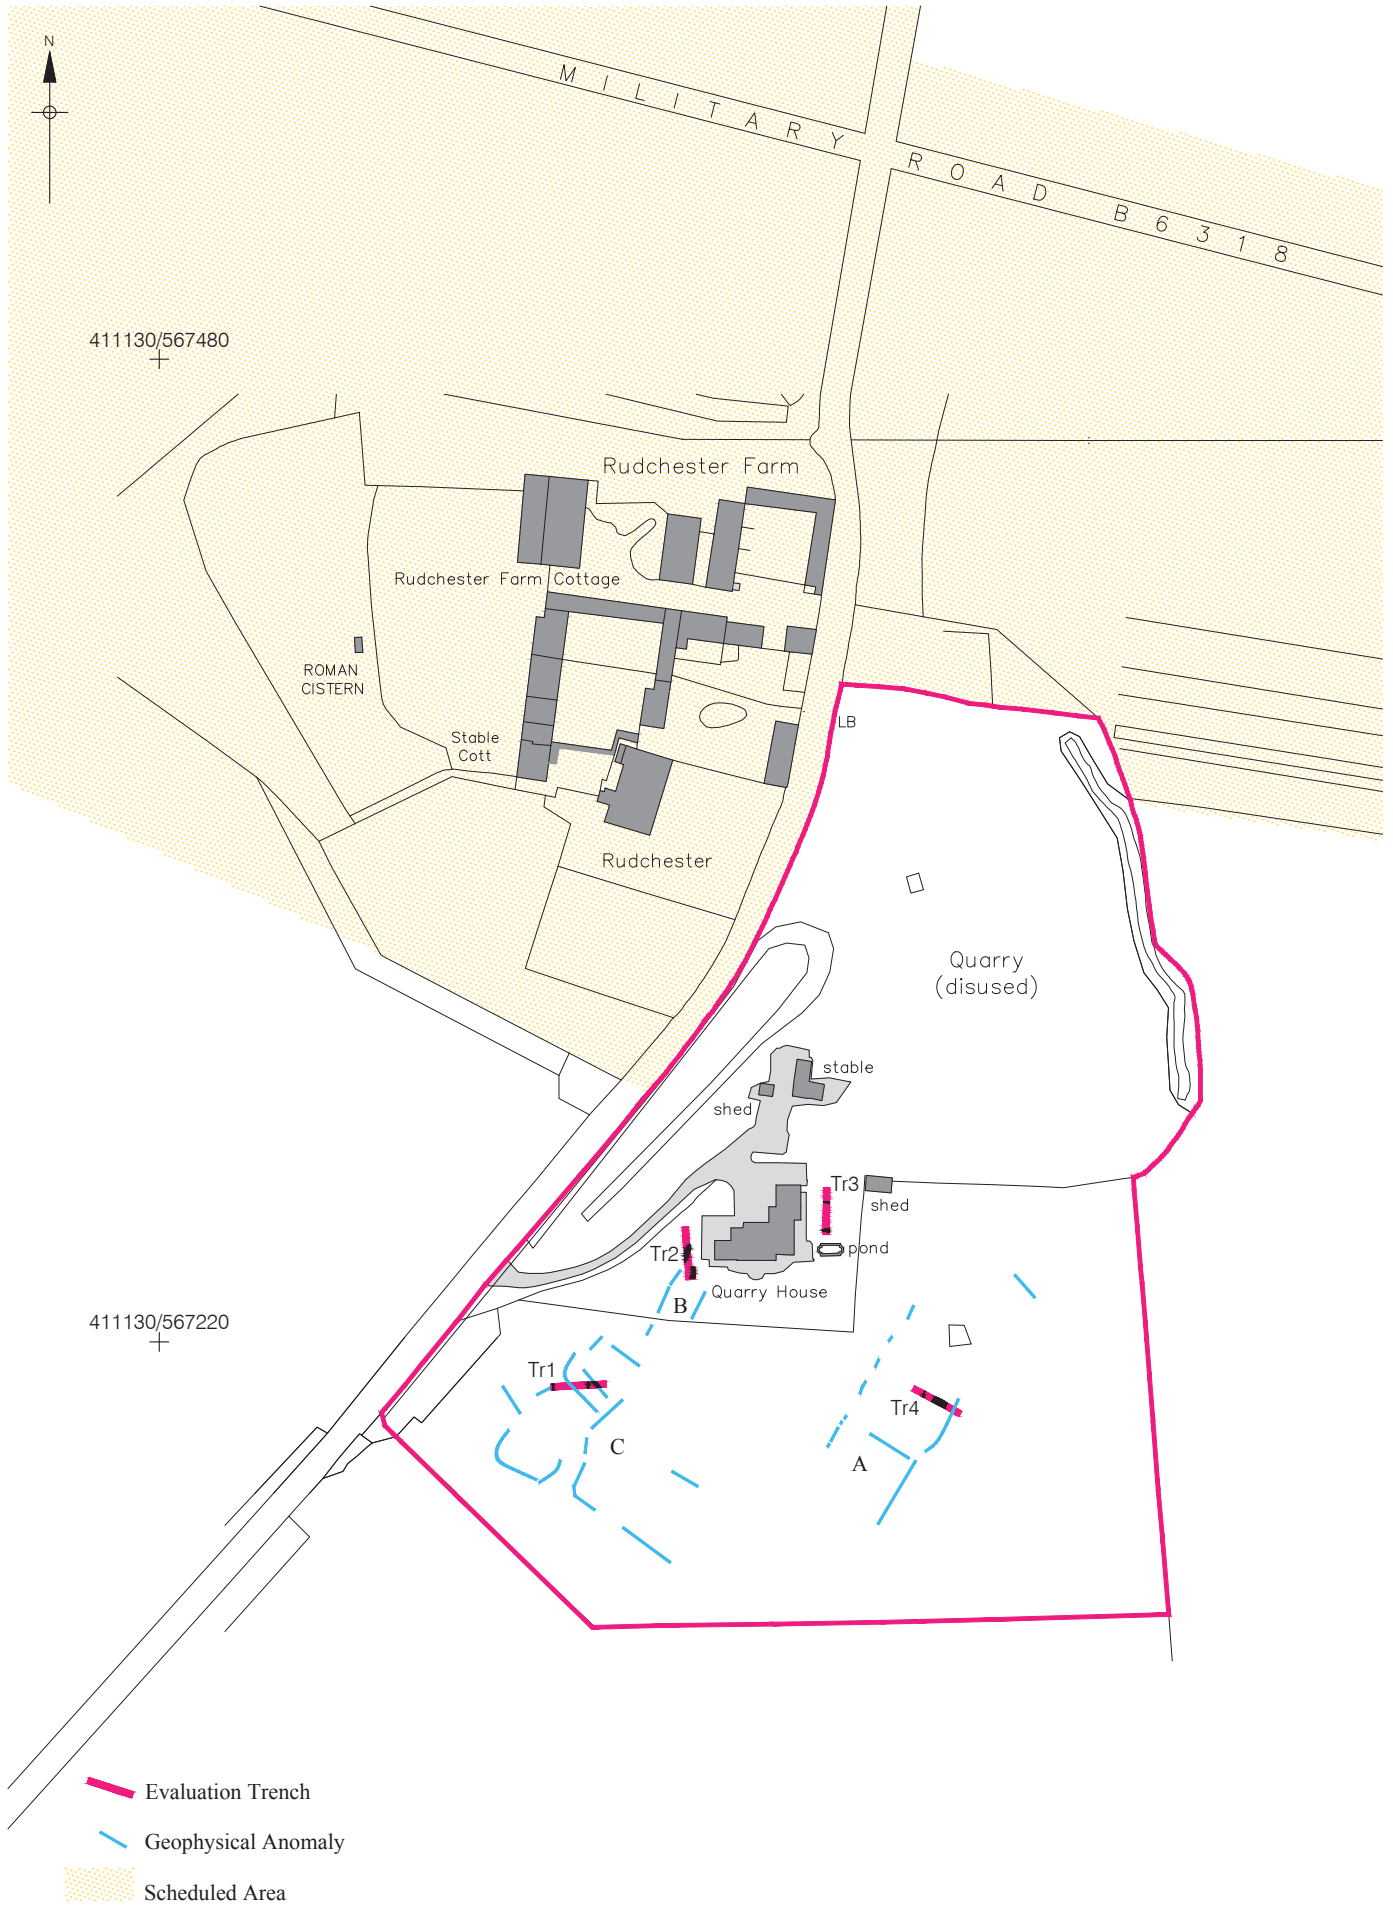 N
MILITARY ROAD B6318
411130/567480
Rudchester Farm
Rudchester Farm Cottage
ROMAN
CISTERN
Stable
Cott
LB
Rudchester
Quarry
(disused)
stable
shed
Tr3
shed
Tr2
pond
Quarry House
B
411130/567220
Tr1
Tr4
C
A
Evaluation Trench
Geophysical Anomaly
Scheduled Area